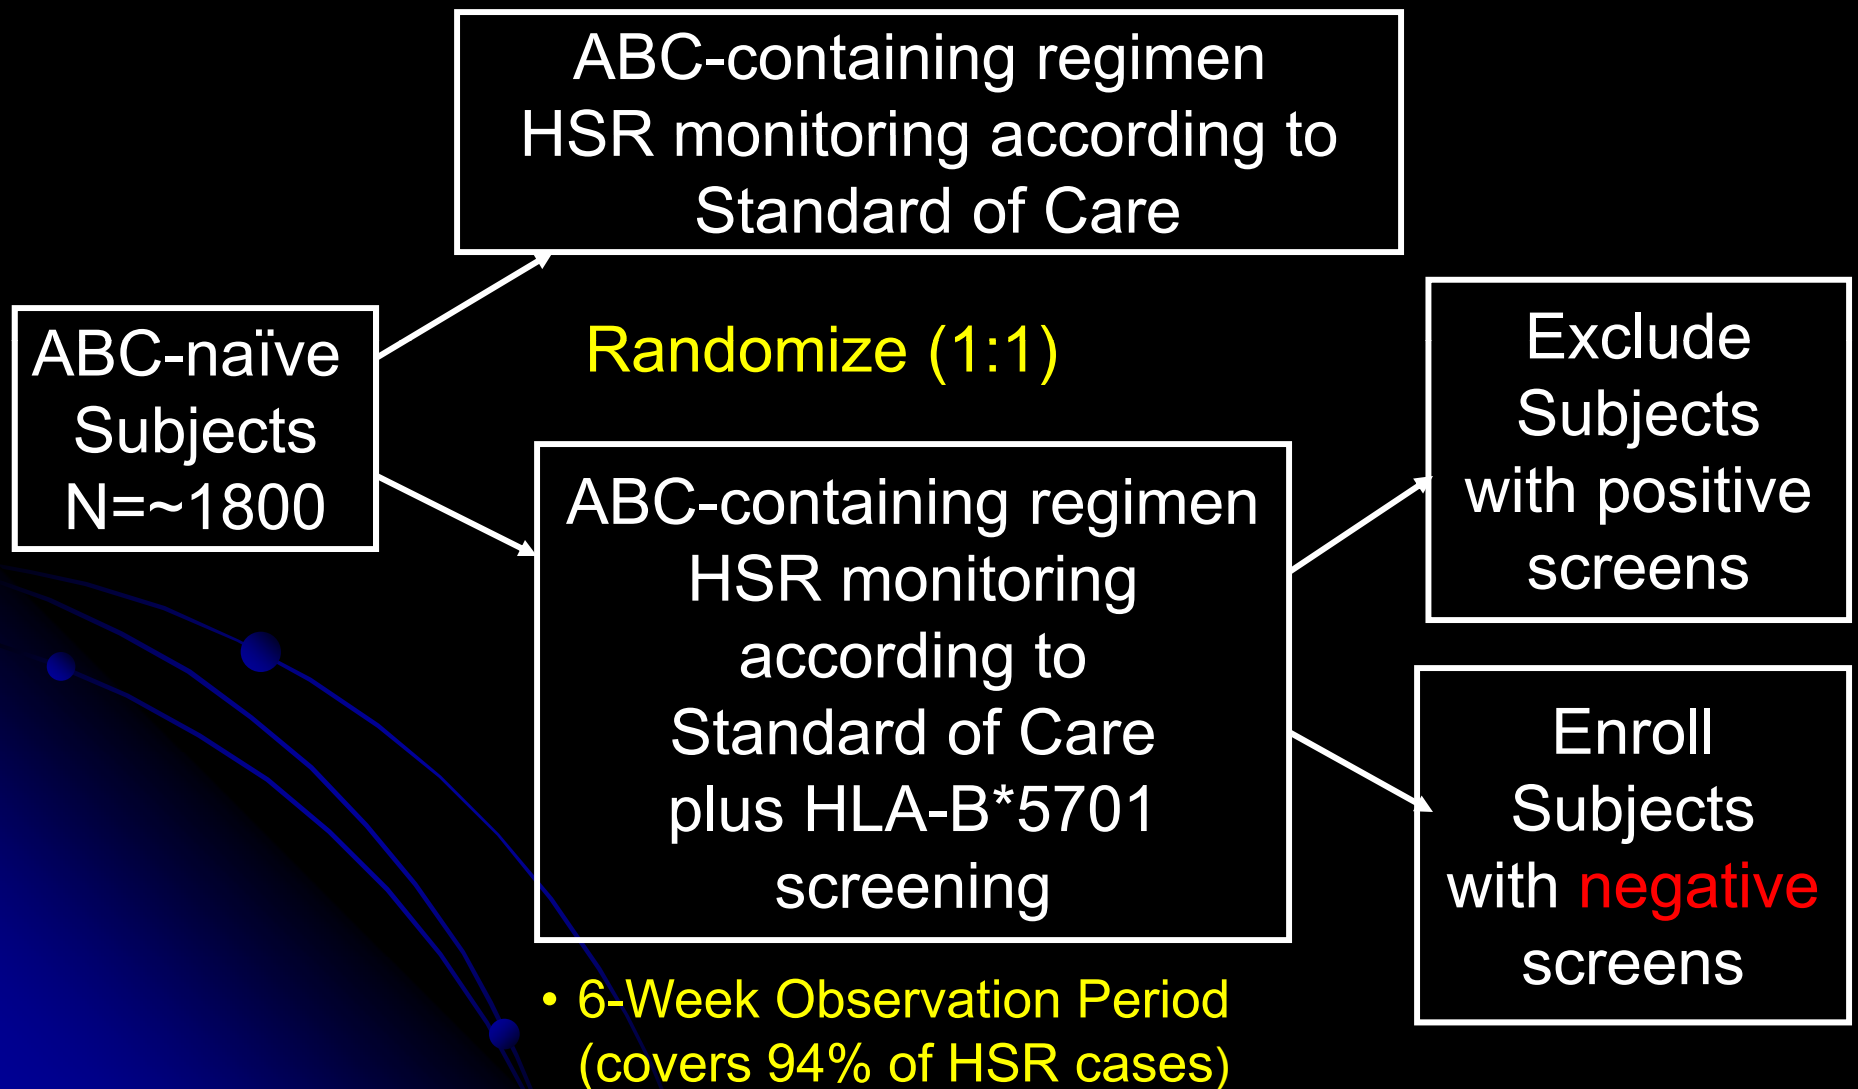 ABC-containing regimen
HSR monitoring according to
Standard of Care
ABC-naïve
Subjects
N=~1800
Randomize (1:1)
ABC-containing regimen
HSR monitoring
according to
Standard of Care
plus HLA-B*5701
screening
Exclude
Subjects
with positive
screens
Enroll
Subjects
with negative
screens
• 6-Week Observation Period
(covers 94% of HSR cases)